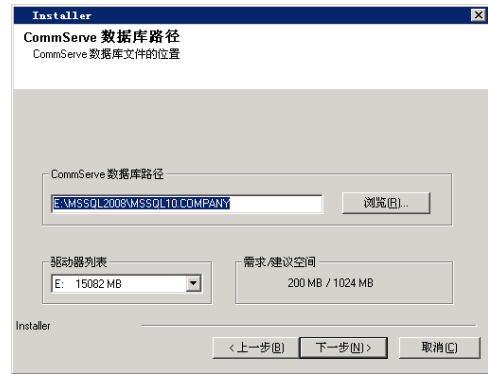 Installer
CommServe 数据库路径
CommServe 数据库文件的位置
CommServe 数据库路径
E:\MSSQL2008\MSSQL10.COMPANY
浏览(R)...
驱动器列表
需求/建议空间
E: 15082 MB
200 MB / 1024 MB
Installer
<上一步(B)
下一步(N)>
取消(C)